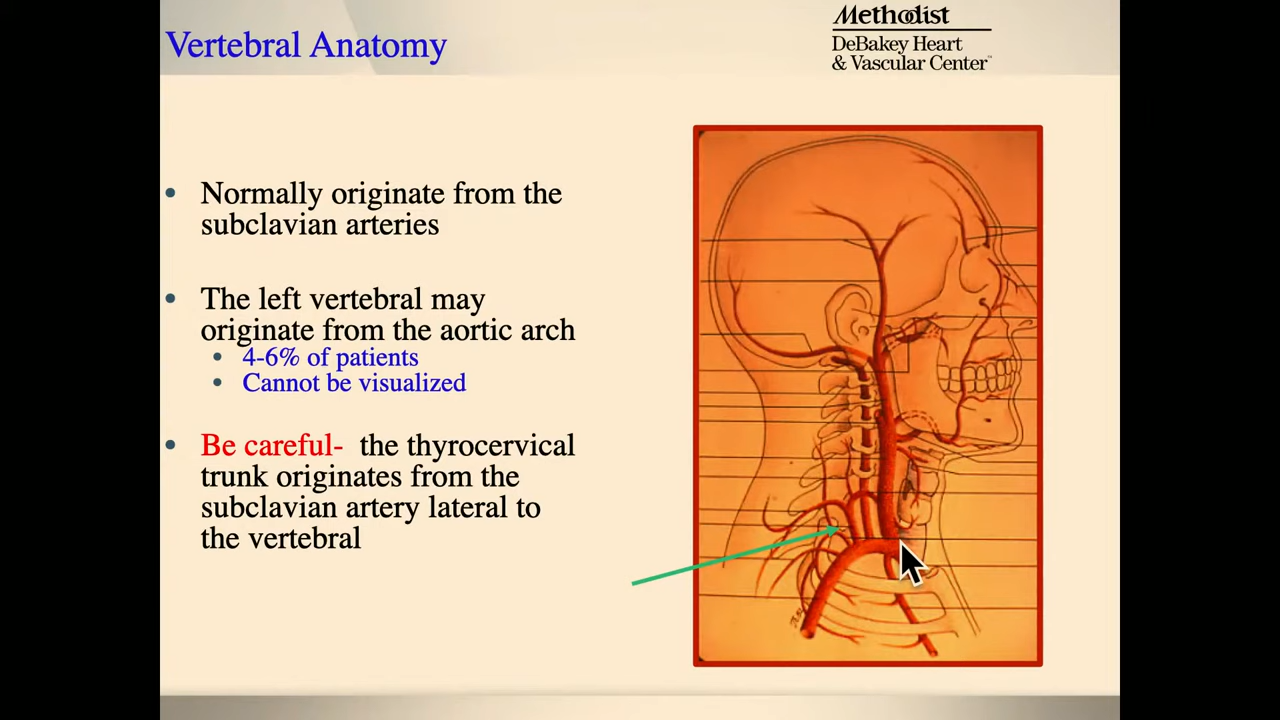 Vertebral Anatomy
Methodist
DeBakey Heart
& Vascular Center
• Normally originate from the
subclavian arteries
• The left vertebral may
originate from the aortic arch
• 4-6% of patients
• Cannot be visualized
• Be careful- the thyrocervical
trunk originates from the
subclavian artery lateral to
the vertebral